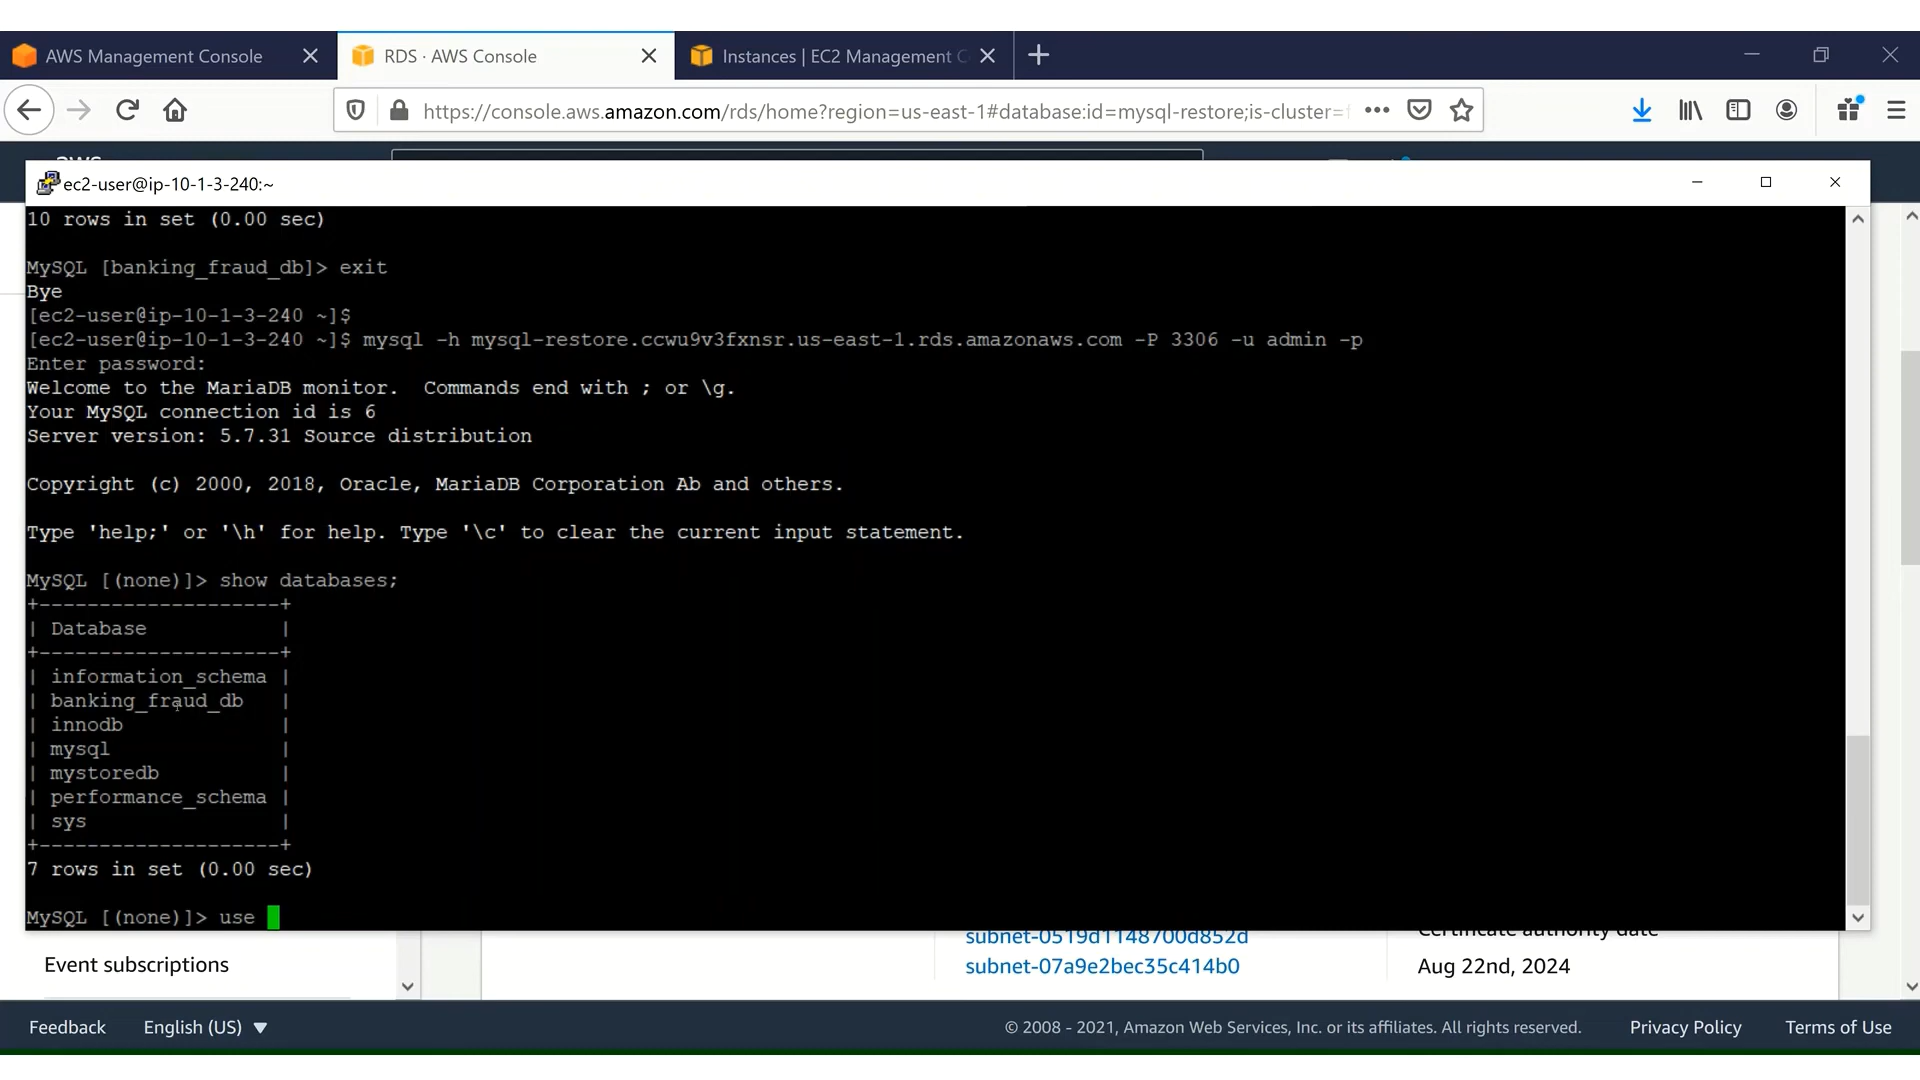 AWS Management Console
RDS · AWS Console
Instances | EC2 Management C
https://console.aws.amazon.com/rds/home?region=us-east-1#database:id=mysql-restore;is-cluster=
ec2-user@ip-10-1-3-240:~
10 rows in set (0.00 sec)
MySQL [banking_fraud_db]> exit
Bye
[ec2-user@ip-10-1-3-240 ~]$
[ec2-user@ip-10-1-3-240 ~]$ mysql -h mysql-restore.ccwu9v3fxnsr.us-east-1.rds.amazonaws.com -P 3306 -u admin -p
Enter password:
Welcome to the MariaDB monitor.  Commands end with ; or \g.
Your MySQL connection id is 6
Server version: 5.7.31 Source distribution
Copyright (c) 2000, 2018, Oracle, MariaDB Corporation Ab and others.
Type 'help;' or '\h' for help. Type '\c' to clear the current input statement.
MySQL [(none)]> show databases;
+--------------------+
| Database           |
+--------------------+
| information_schema |
| banking_fraud_db   |
| innodb             |
| mysql              |
| mystoredb          |
| performance_schema |
| sys                |
+--------------------+
7 rows in set (0.00 sec)
MySQL [(none)]> use
subnet-0519d1148700d852d
Certificate authority date
Event subscriptions
subnet-07a9e2bec35c414b0
Aug 22nd, 2024
Feedback
English (US)
© 2008 - 2021, Amazon Web Services, Inc. or its affiliates. All rights reserved.
Privacy Policy
Terms of Use